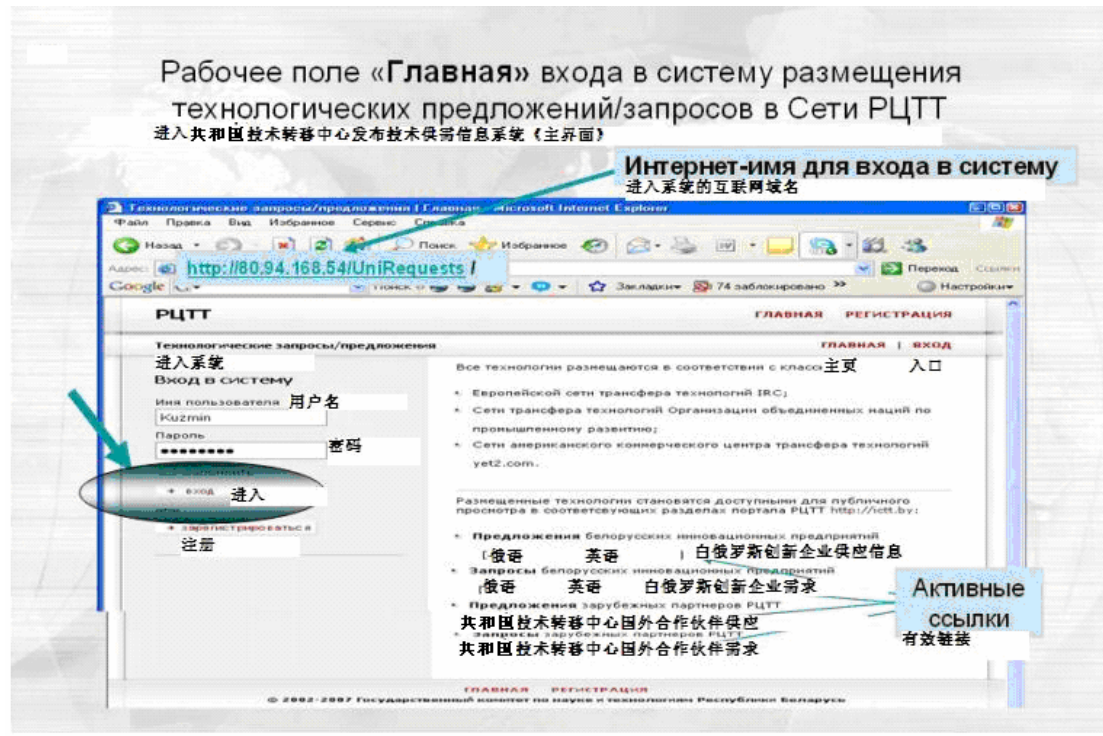 Рабочее поле «Главная» входа в систему размещения
технологических предложений/запросов в Сети РЦТТ
进入共和国技术转移中心发布技术供需信息系统《主界面》
Интернет-имя для входа в систему
进入系统的互联网域名
Технологические запросы/предложения | Главная - Microsoft Internet Explorer
Файл Правка Вид Избранное Сервис Справка
Назад Поиск Избранное
Адрес: http://80.94.168.54/UniRequests / Переход Ссылки
Google Поиск Закладки 74 заблокировано Настройки
РЦТТ ГЛАВНАЯ РЕГИСТРАЦИЯ
Технологические запросы/предложения ГЛАВНАЯ | ВХОД
进入系统
Вход в систему
Имя пользователя 用户名
Kuzmin
Пароль
密码
вход 进入
зарегистрироваться
注册
Все технологии размещаются в соответствии с класс 主页 入口
Европейской сети трансфера технологий IRC;
Сети трансфера технологий Организации объединенных наций по
промышленному развитию;
Сети американского коммерческого центра трансфера технологий
yet2.com.
Размещенные технологии становятся доступными для публичного
просмотра в соответсвующих разделах портала РЦТТ http://ictt.by:
Предложения белорусских инновационных предприятий
[ 俄语 英语 ] 白俄罗斯创新企业供应信息
Запросы белорусских инновационных предприятий
[ 俄语 英语 白俄罗斯创新企业需求
Предложения зарубежных партнеров РЦТТ
共和国技术转移中心国外合作伙伴供应
Запросы зарубежных партнеров РЦТТ
共和国技术转移中心国外合作伙伴需求
Активные
ссылки
有效链接
ГЛАВНАЯ РЕГИСТРАЦИЯ
© 2002-2007 Государственный комитет по науке и технологиям Республики Беларусь